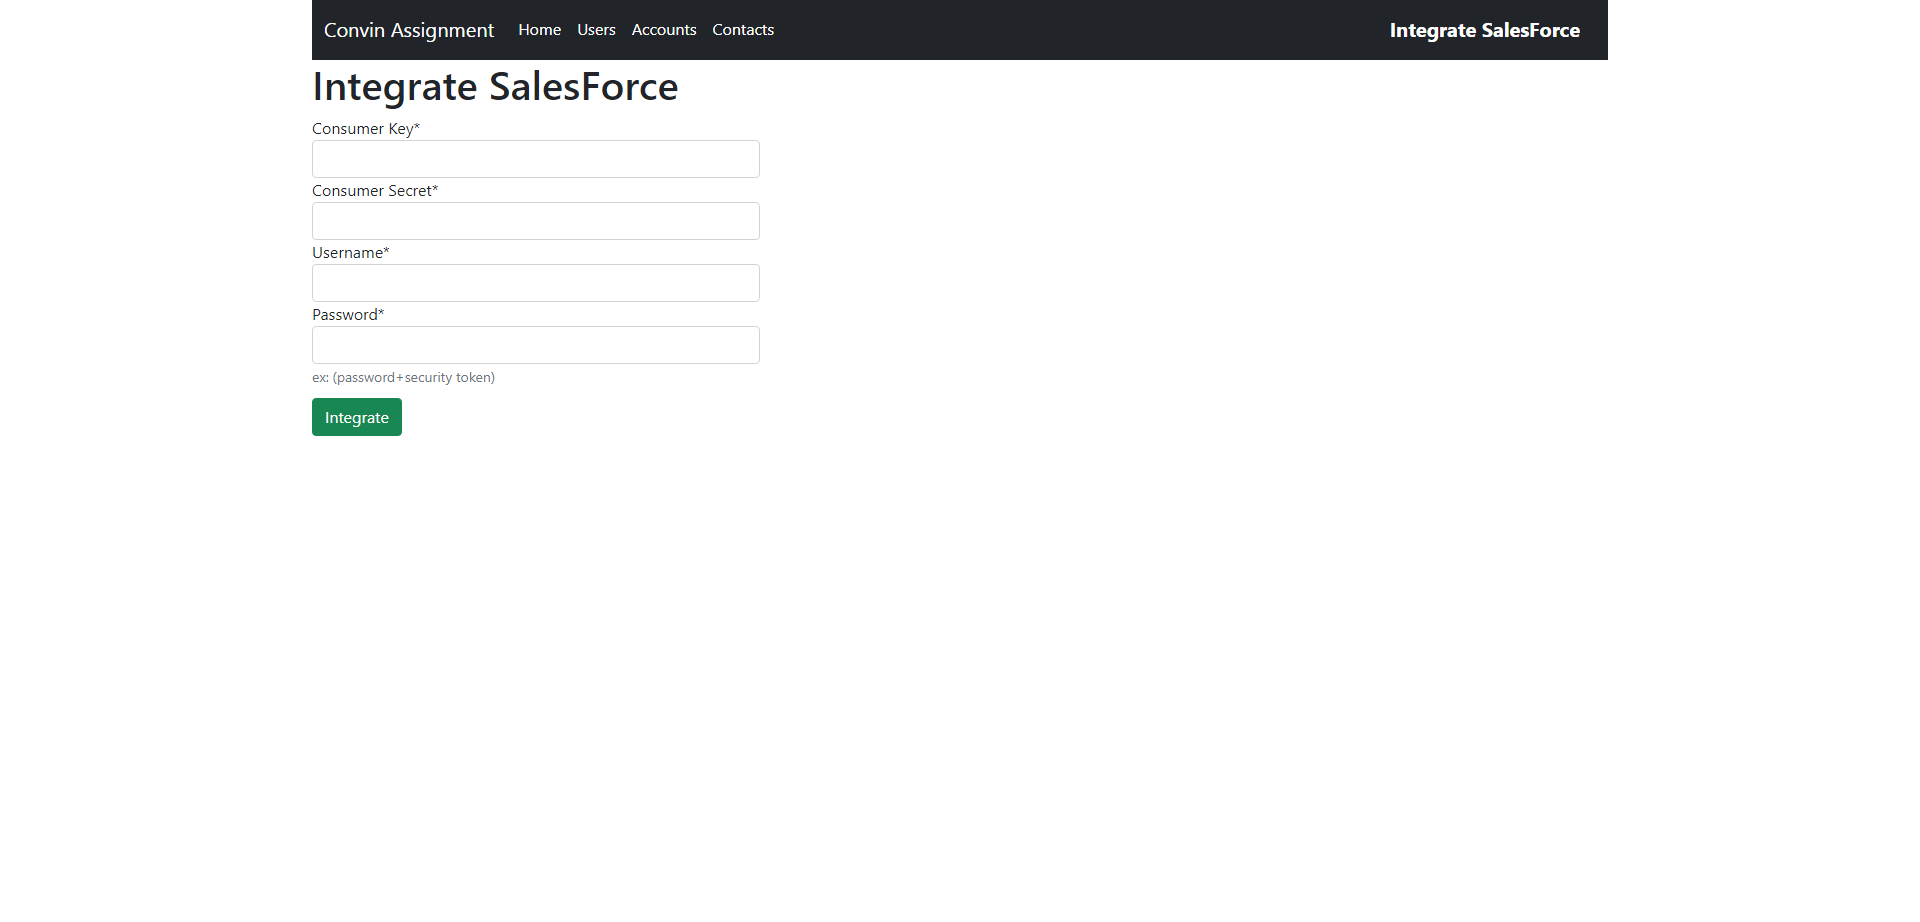 Convin Assignment Home Users Accounts Contacts Integrate SalesForce
Integrate SalesForce
Consumer Key*
Consumer Secret*
Username*
Password*
ex: (password+security token)
Integrate